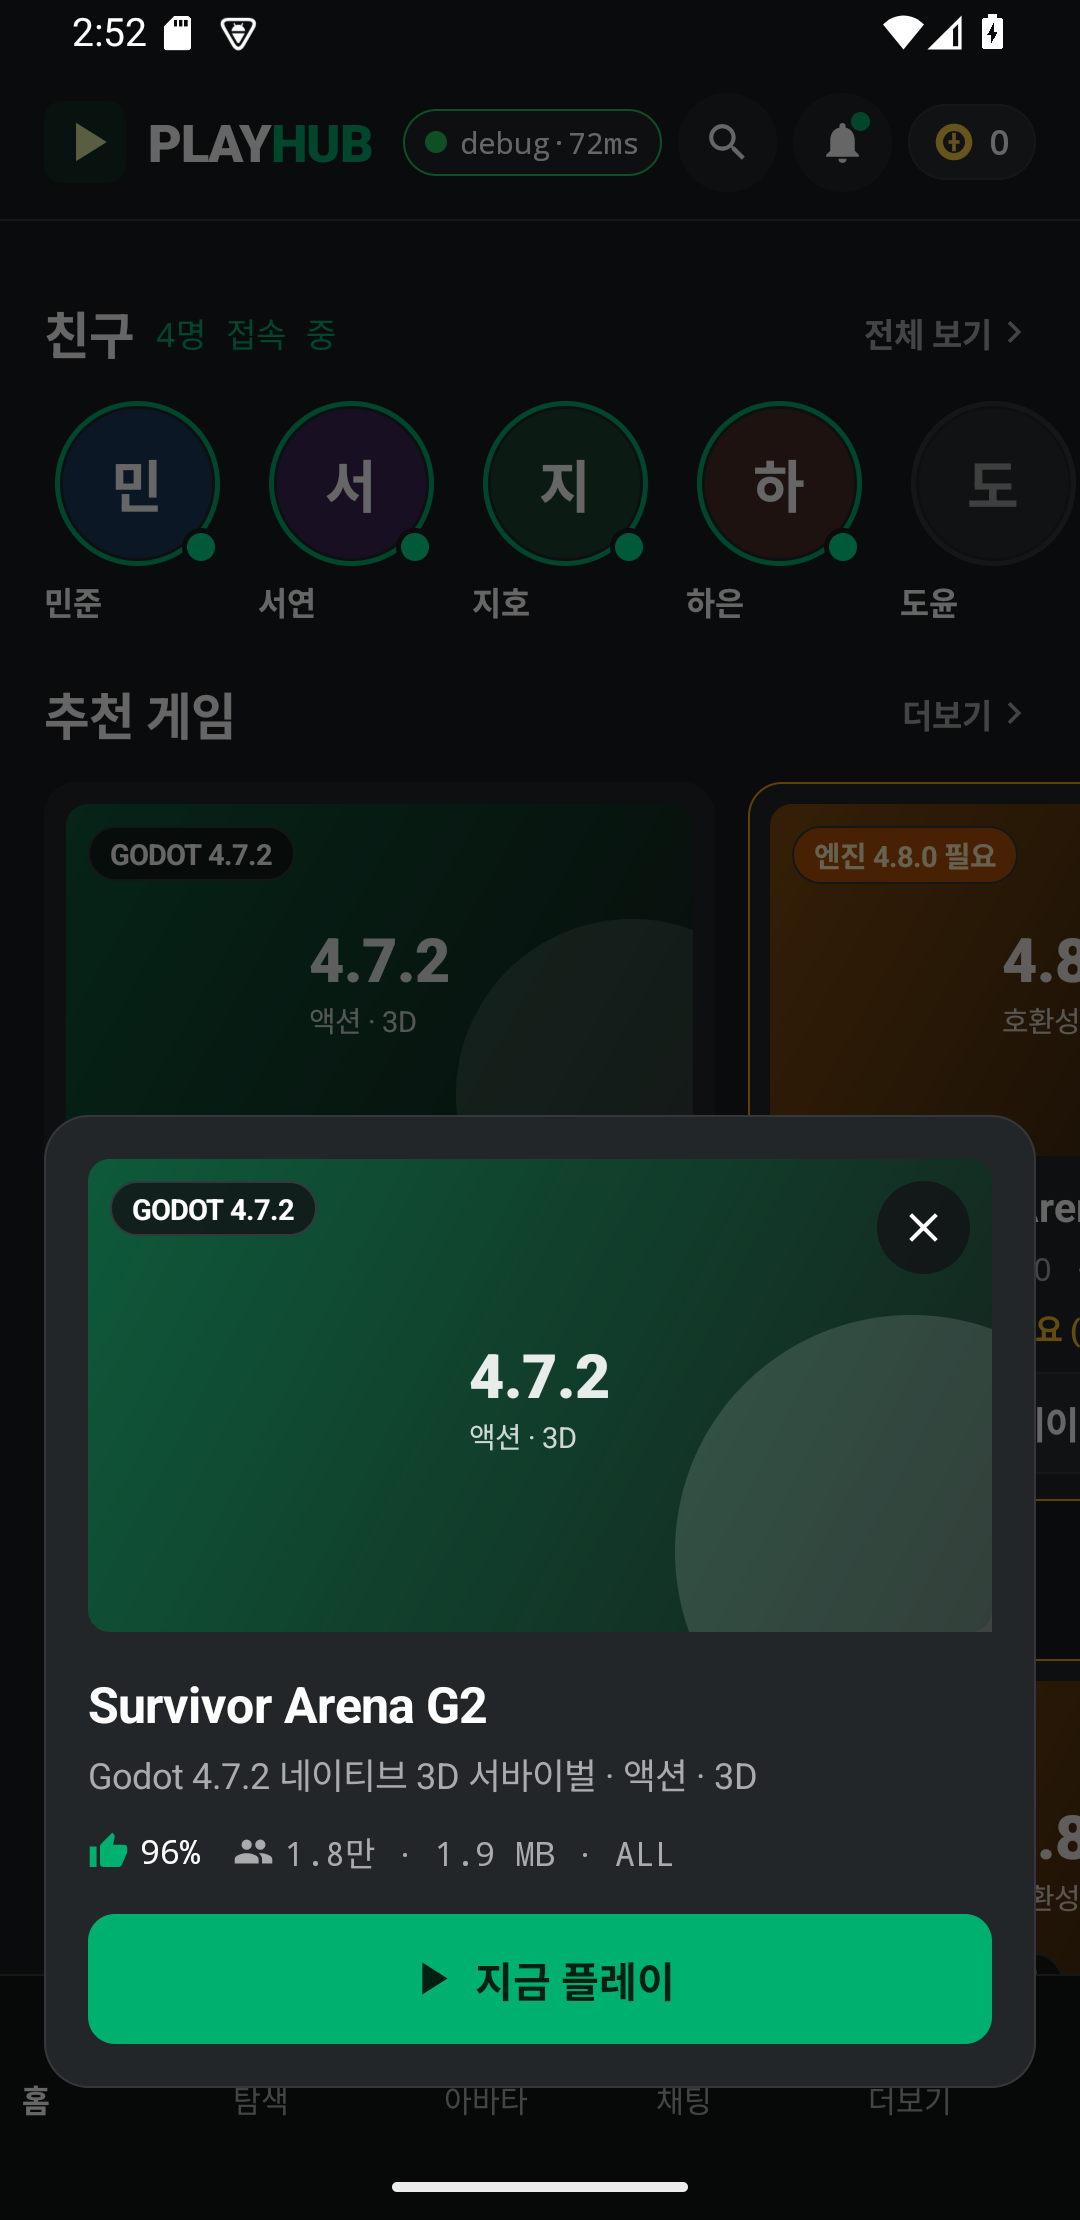 2:52
PLAYHUB
debug·72ms
0
친구 4명 접속 중
전체 보기
민 서 지 하 도
민준 서연 지호 하은 도윤
추천 게임
더보기
GODOT 4.7.2
엔진 4.8.0 필요
4.7.2
액션 · 3D
4.8
호환성
GODOT 4.7.2
4.7.2
액션 · 3D
Survivor Arena G2
Godot 4.7.2 네이티브 3D 서바이벌 · 액션 · 3D
96% 1.8만 · 1.9 MB · ALL
지금 플레이
홈 탐색 아바타 채팅 더보기